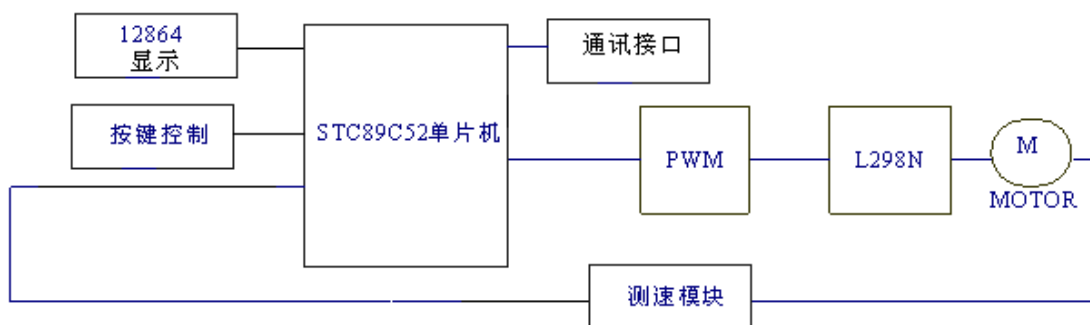 12864
显示
通讯接口
按键控制
STC89C52单片机
PWM
L298N
M
MOTOR
测速模块